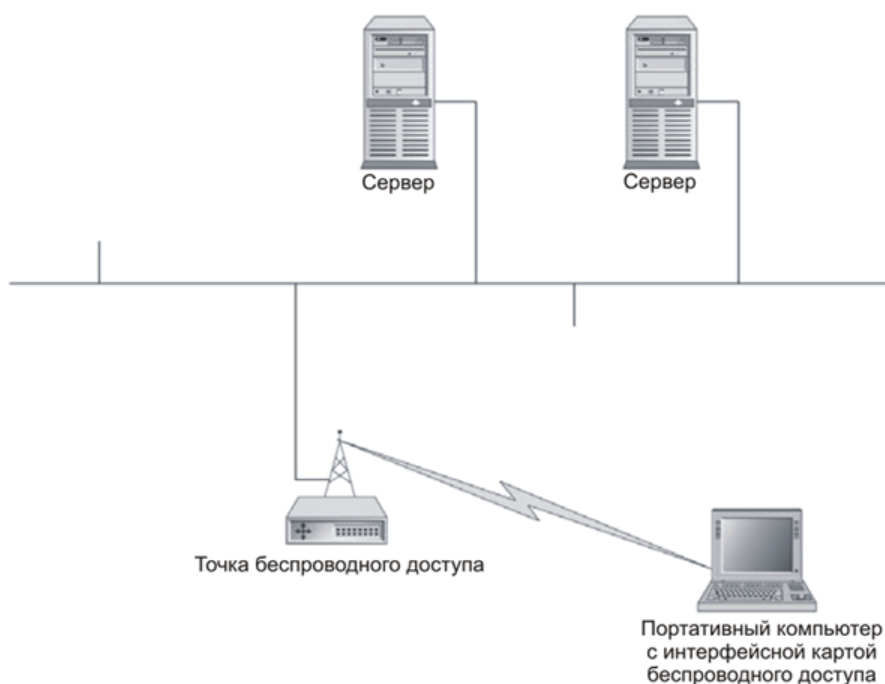 Сервер
Сервер
Точка беспроводного доступа
Портативный компьютер
с интерфейсной картой
беспроводного доступа